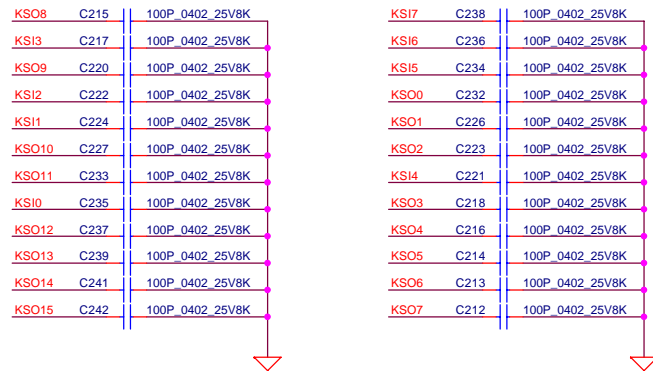 KSO8 C215 100P_0402_25V8K
KSI3 C217 100P_0402_25V8K
KSO9 C220 100P_0402_25V8K
KSI2 C222 100P_0402_25V8K
KSI1 C224 100P_0402_25V8K
KSO10 C227 100P_0402_25V8K
KSO11 C233 100P_0402_25V8K
KSI0 C235 100P_0402_25V8K
KSO12 C237 100P_0402_25V8K
KSO13 C239 100P_0402_25V8K
KSO14 C241 100P_0402_25V8K
KSO15 C242 100P_0402_25V8K
KSI7 C238 100P_0402_25V8K
KSI6 C236 100P_0402_25V8K
KSI5 C234 100P_0402_25V8K
KSO0 C232 100P_0402_25V8K
KSO1 C226 100P_0402_25V8K
KSO2 C223 100P_0402_25V8K
KSI4 C221 100P_0402_25V8K
KSO3 C218 100P_0402_25V8K
KSO4 C216 100P_0402_25V8K
KSO5 C214 100P_0402_25V8K
KSO6 C213 100P_0402_25V8K
KSO7 C212 100P_0402_25V8K